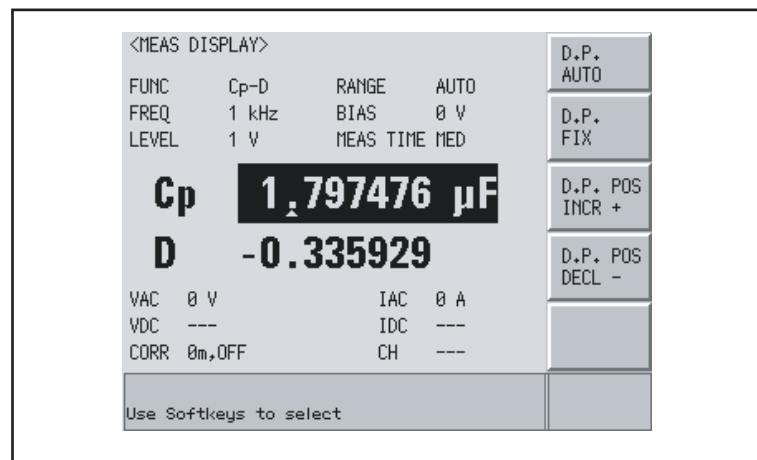 <MEAS DISPLAY>
FUNC Cp-D RANGE AUTO
FREQ 1 kHz BIAS 0 V
LEVEL 1 V MEAS TIME MED
Cp 1.797476 µF
D -0.335929
VAC 0 V IAC 0 A
VDC --- IDC ---
CORR 0m,OFF CH ---
Use Softkeys to select
D.P.
AUTO
D.P.
FIX
D.P. POS
INCR +
D.P. POS
DECL -